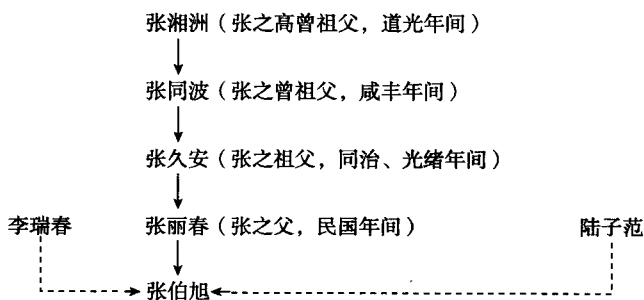 张湘洲（张之高曾祖父，道光年间）
张同波（张之曾祖父，咸丰年间）
张久安（张之祖父，同治、光绪年间）
李瑞春 张丽春（张之父，民国年间） 陆子范
张伯旭